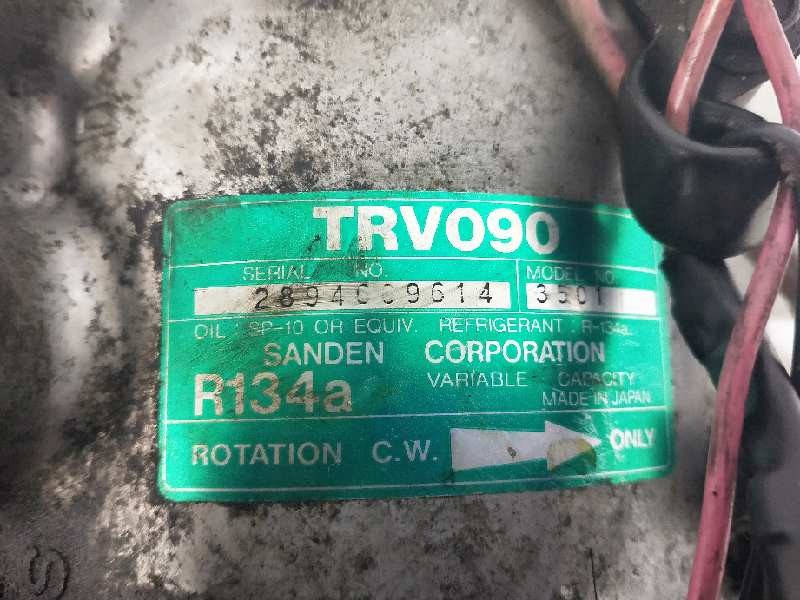 TRV090
SERIAL NO. MODEL NO.
3501
OIL : SP-10 OR EQUIV. REFRIGERANT : R-134a
SANDEN CORPORATION
R134a VARIABLE CAPACITY
MADE IN JAPAN
ROTATION C.W. ONLY
S